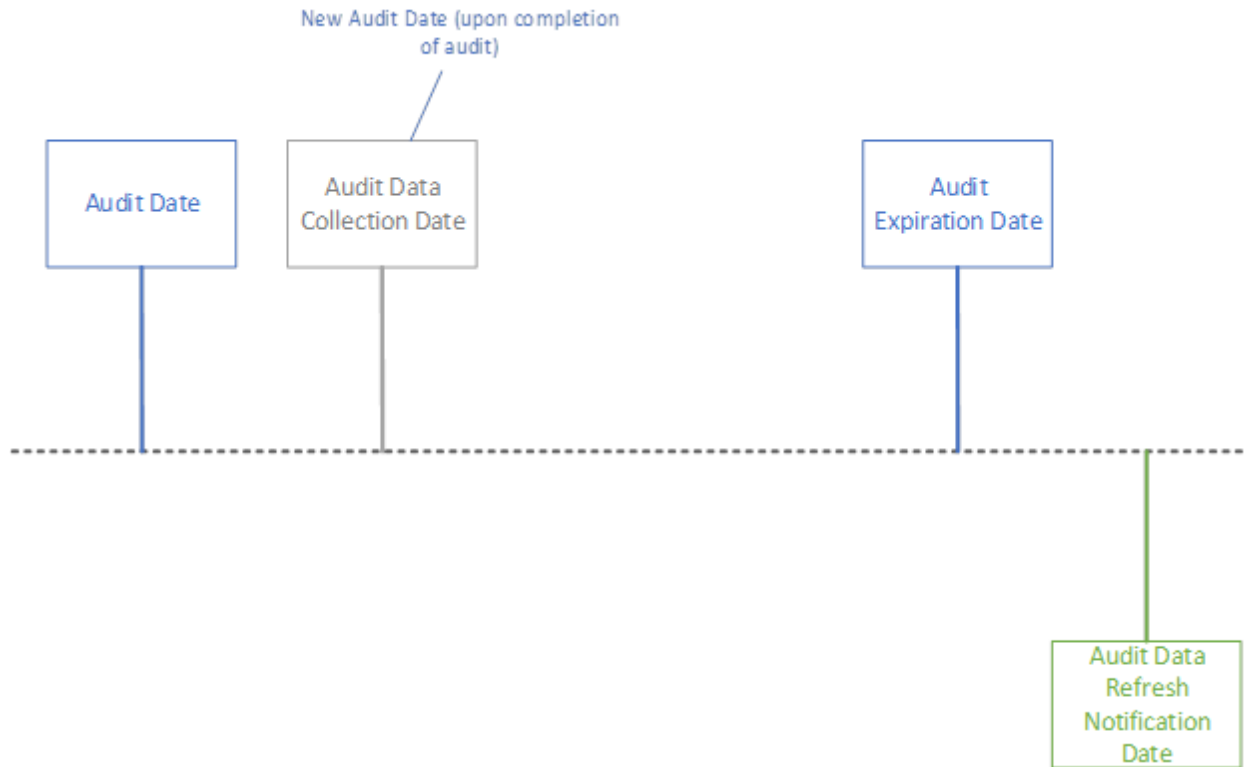 New Audit Date (upon completion
of audit)
Audit Date
Audit Data
Collection Date
Audit
Expiration Date
Audit Data
Refresh
Notification
Date